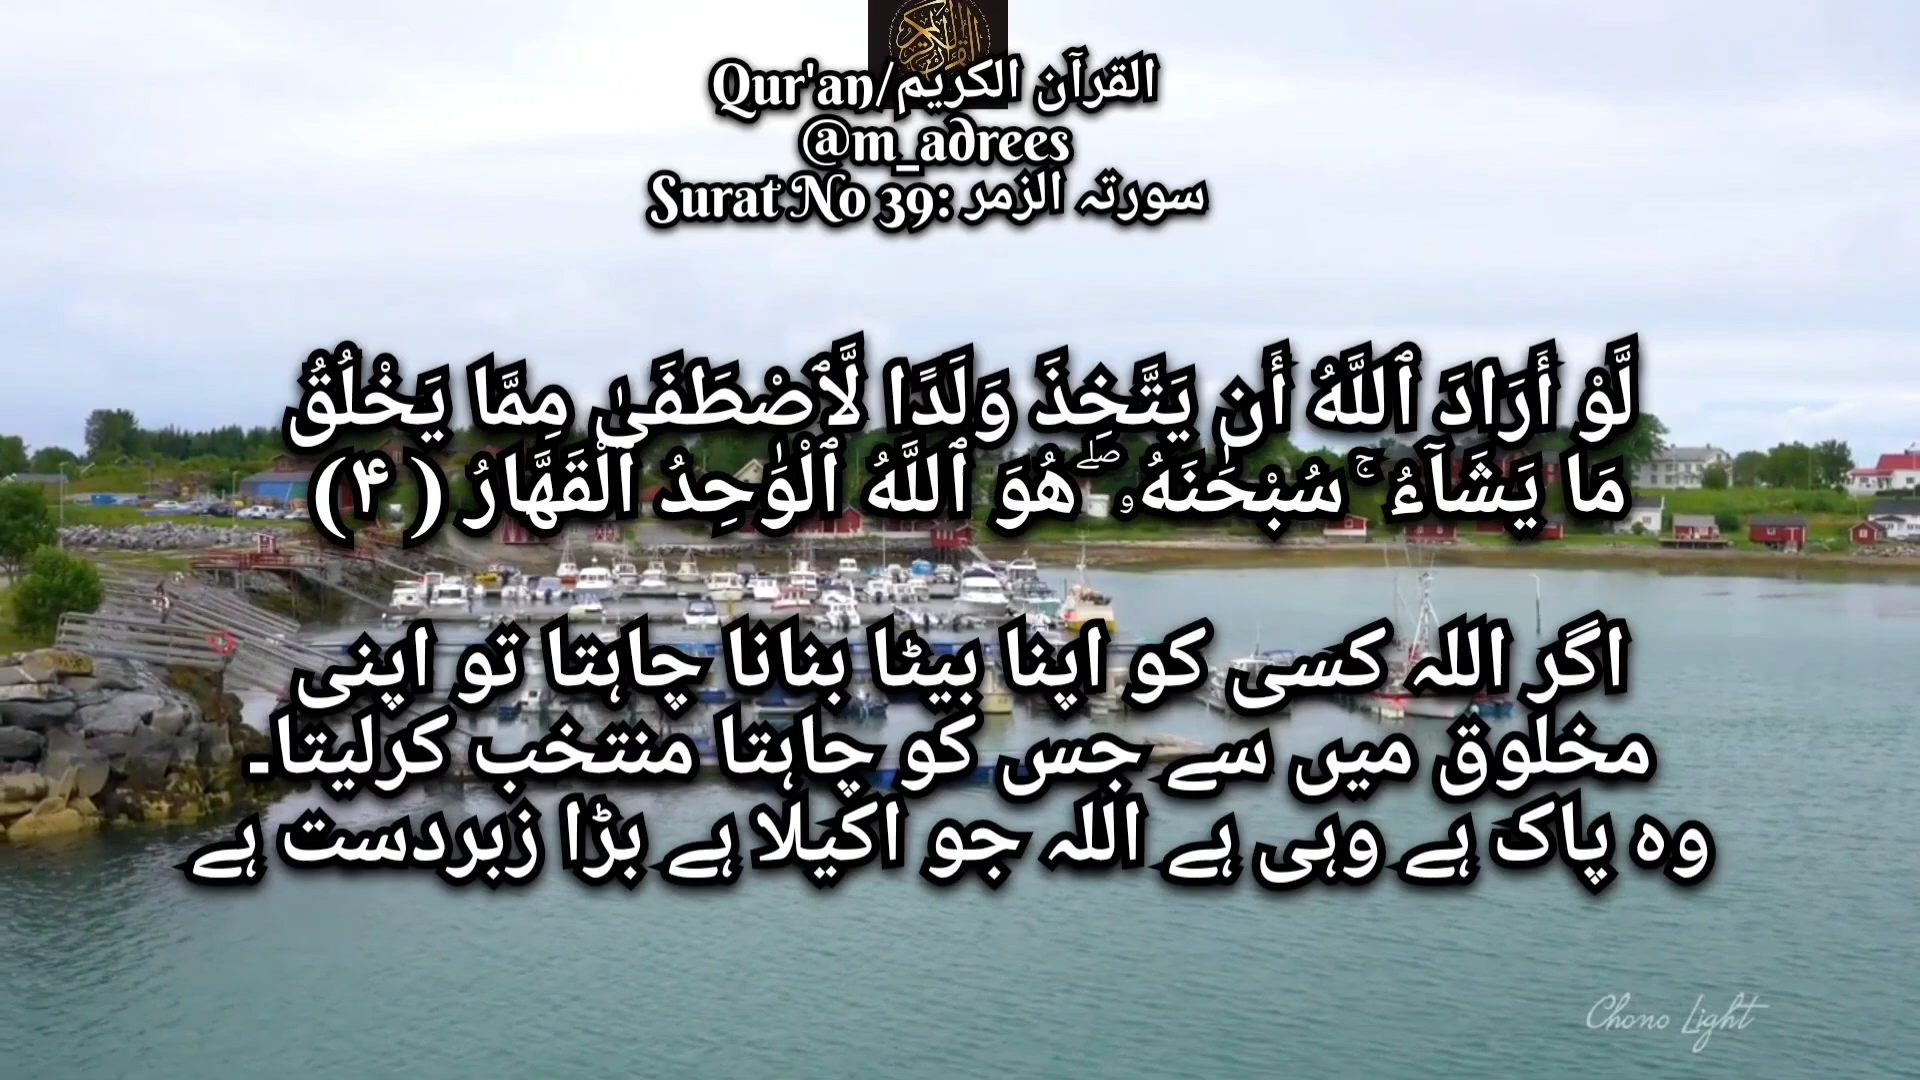 Qur'an/القرآن الكريم
@m_adrees
Surat No 39: سورتہ الزمر
لَّوْ أَرَادَ ٱللَّهُ أَن يَتَّخِذَ وَلَدًا لَّٱصْطَفَىٰ مِمَّا يَخْلُقُ
مَا يَشَآءُ ۚ سُبْحَٰنَهُۥ ۖ هُوَ ٱللَّهُ ٱلْوَٰحِدُ ٱلْقَهَّارُ (۴)
اگر اللہ کسی کو اپنا بیٹا بنانا چاہتا تو اپنی
مخلوق میں سے جس کو چاہتا منتخب کرلیتا۔
وہ پاک ہے وہی ہے اللہ جو اکیلا ہے بڑا زبردست ہے
Chono Light